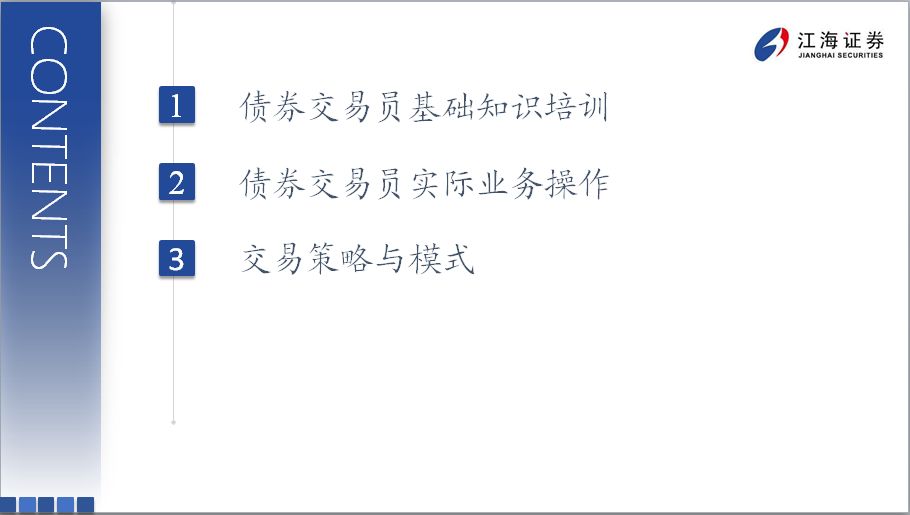 CONTENTS
江海证券
JIANGHAI SECURITIES
1 债券交易员基础知识培训
2 债券交易员实际业务操作
3 交易策略与模式